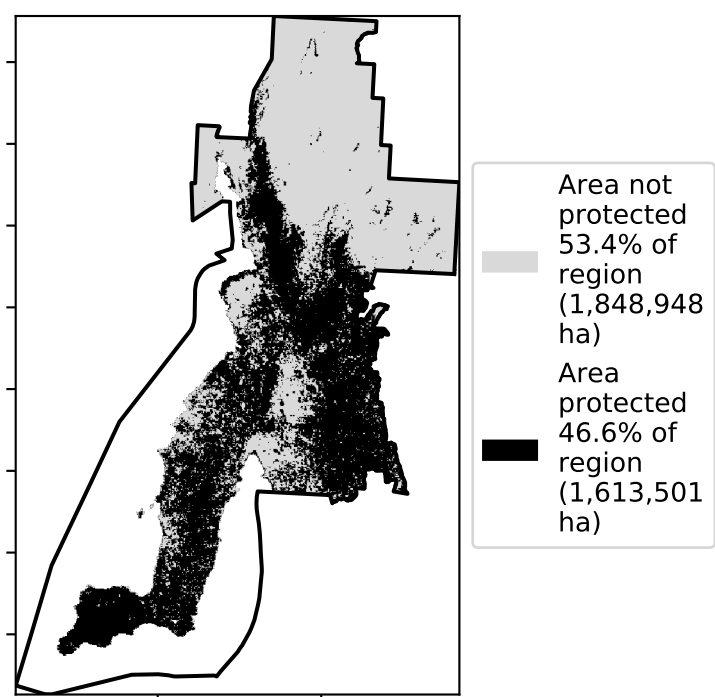 Area not
protected
53.4% of
region
(1,848,948
ha)
Area
protected
46.6% of
region
(1,613,501
ha)